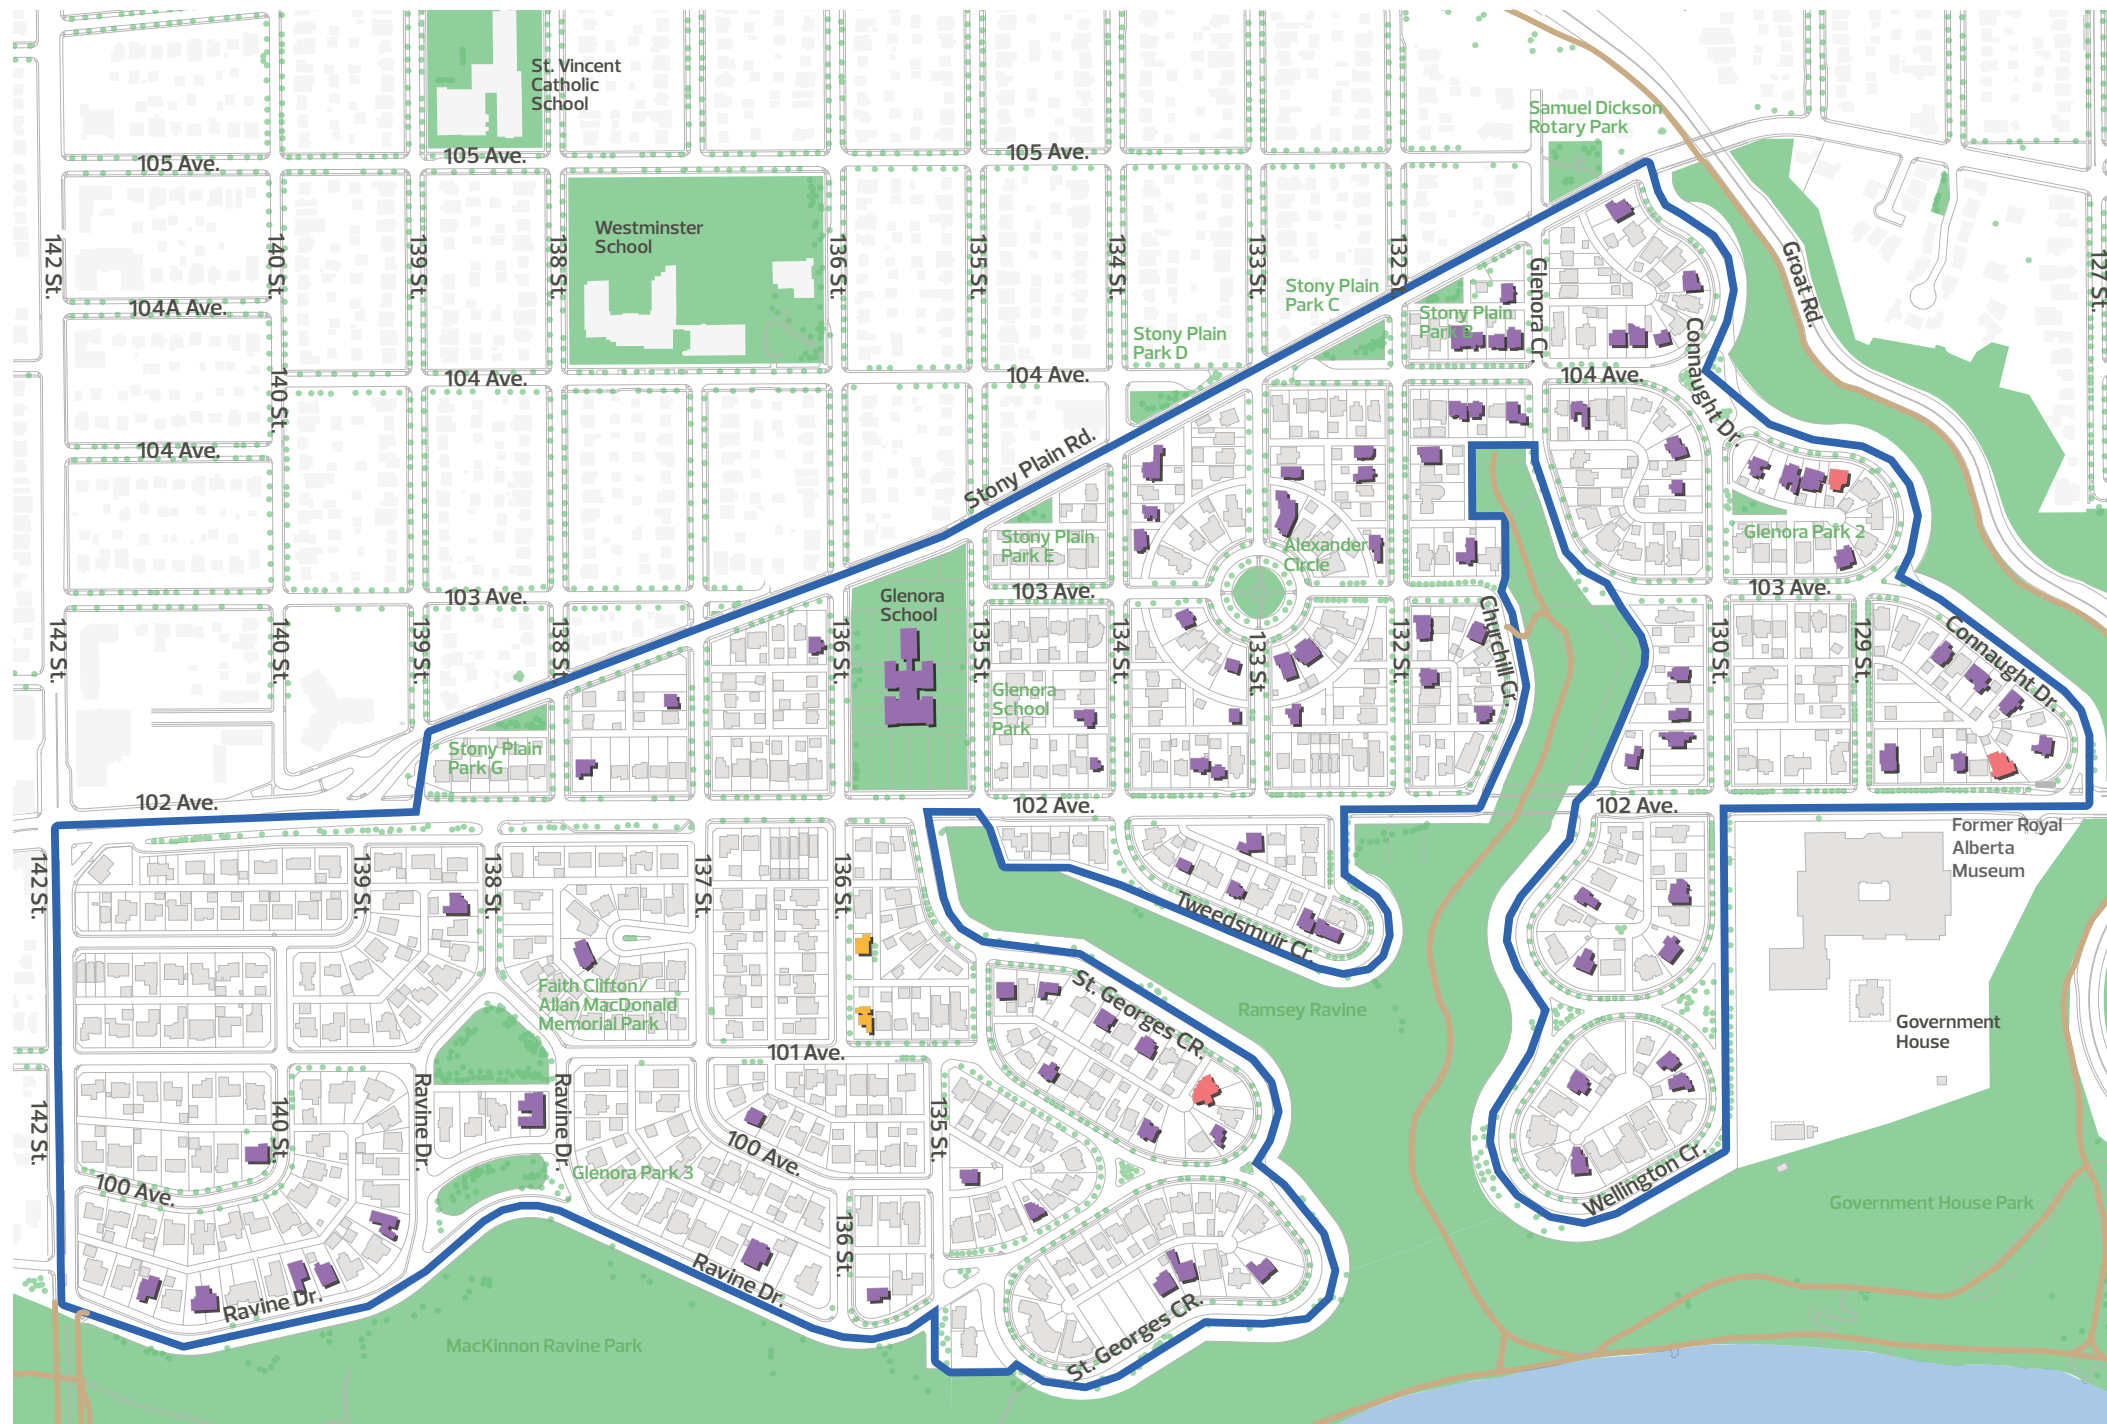 St. Vincent
Catholic
School
Samuel Dickson
Rotary Park
105 Ave.
105 Ave.
105 Ave.
Westminster
School
142 St.
140 St.
139 St.
138 St.
136 St.
135 St.
134 St.
133 St.
132 St.
Glenora Cr.
Groat Rd.
127 St.
104A Ave.
Stony Plain
Park C
Stony Plain
Park B
Stony Plain
Park D
Connaught Dr.
140 St.
104 Ave.
104 Ave.
104 Ave.
104 Ave.
Stony Plain Rd.
Stony Plain
Park E
Alexander
Circle
Glenora Park 2
103 Ave.
103 Ave.
103 Ave.
Glenora
School
142 St.
140 St.
139 St.
138 St.
136 St.
135 St.
134 St.
133 St.
132 St.
Churchill Cr.
130 St.
129 St.
Connaught Dr.
Glenora
School
Park
Stony Plain
Park G
102 Ave.
102 Ave.
102 Ave.
Former Royal
Alberta
Museum
142 St.
139 St.
138 St.
137 St.
136 St.
Tweedsmuir Cr.
Faith Clifton/
Allan MacDonald
Memorial Park
St. Georges CR.
Ramsey Ravine
Government
House
101 Ave.
142 St.
140 St.
Ravine Dr.
Ravine Dr.
135 St.
100 Ave.
100 Ave.
Glenora Park 3
Wellington Cr.
Government House Park
136 St.
Ravine Dr.
Ravine Dr.
St. Georges CR.
MacKinnon Ravine Park